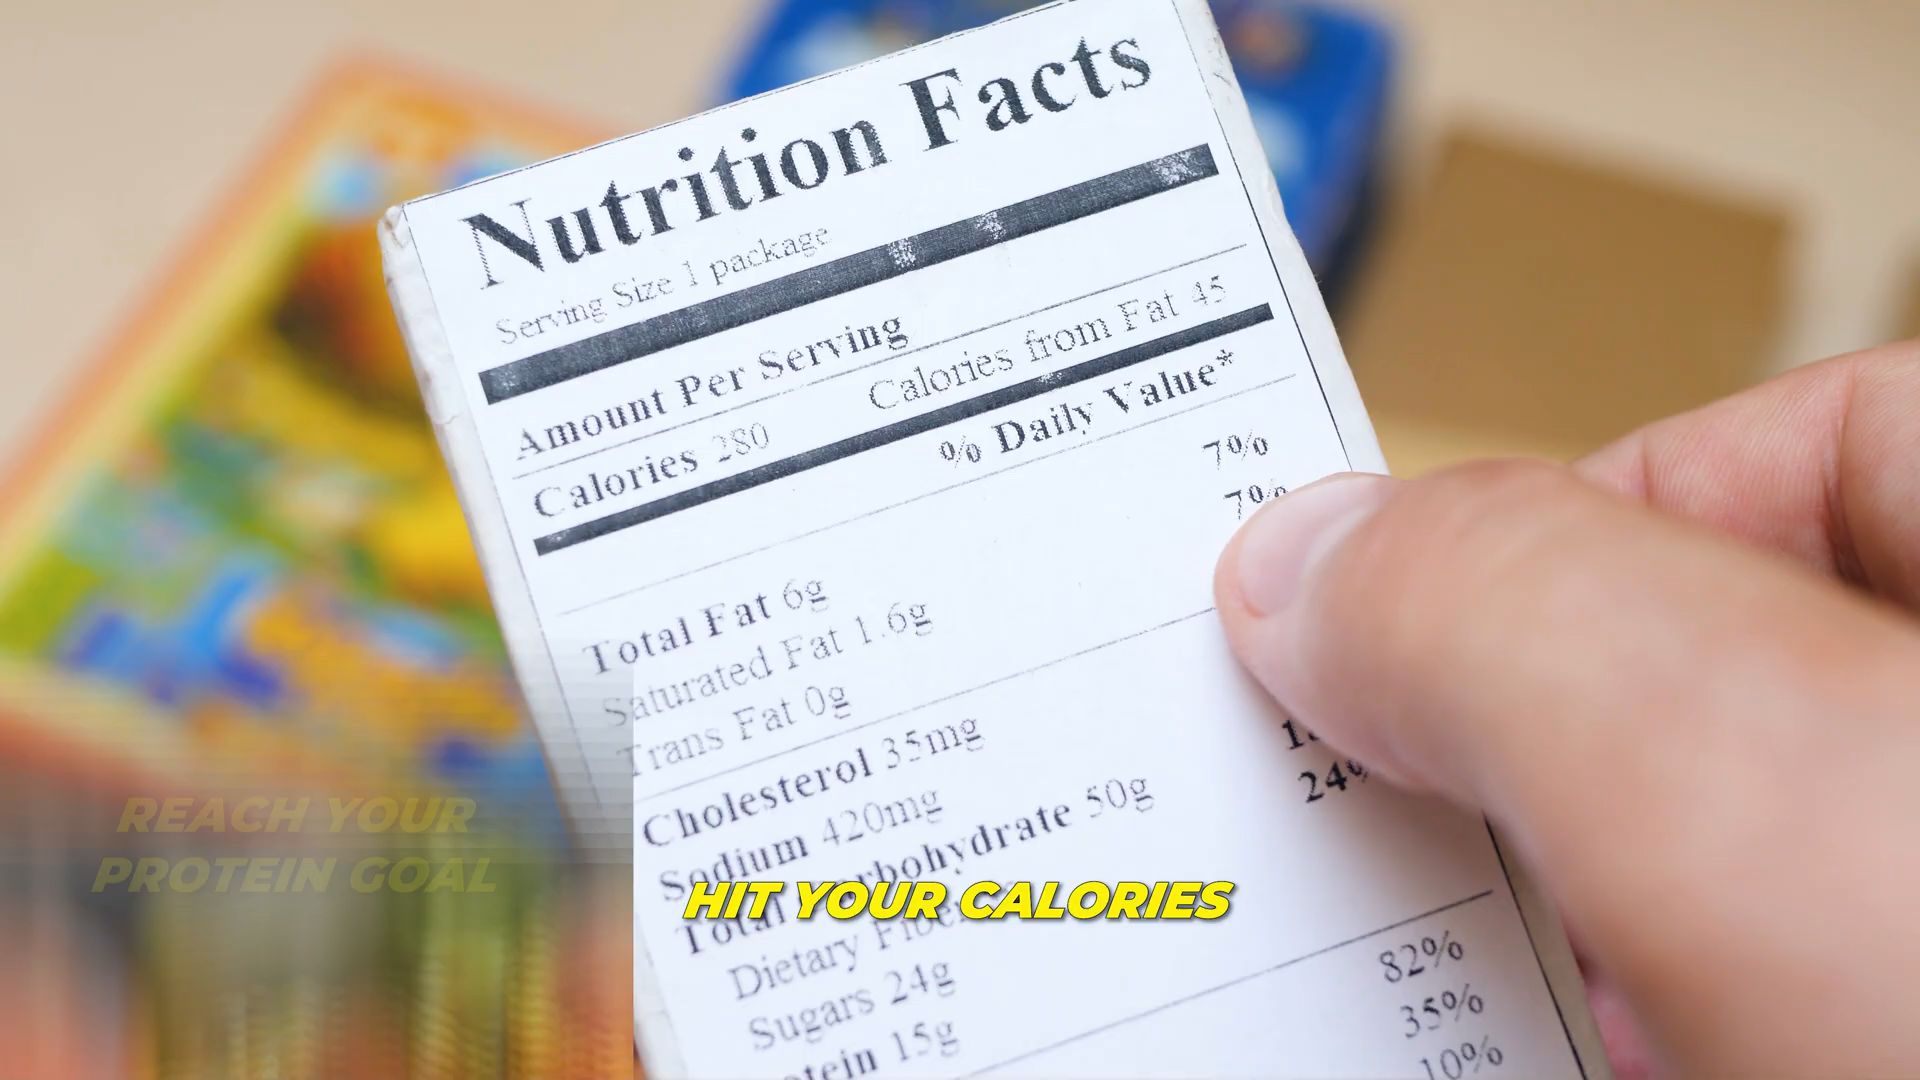 Nutrition Facts
Serving Size 1 package
Amount Per Serving
Calories 280 Calories from Fat 45
% Daily Value*
Total Fat 6g 7%
Saturated Fat 1.6g 7%
Trans Fat 0g
Cholesterol 35mg
Sodium 420mg
Total Carbohydrate 50g 24%
Dietary Fiber
Sugars 24g
15g
82%
35%
10%
REACH YOUR
PROTEIN GOAL
HIT YOUR CALORIES